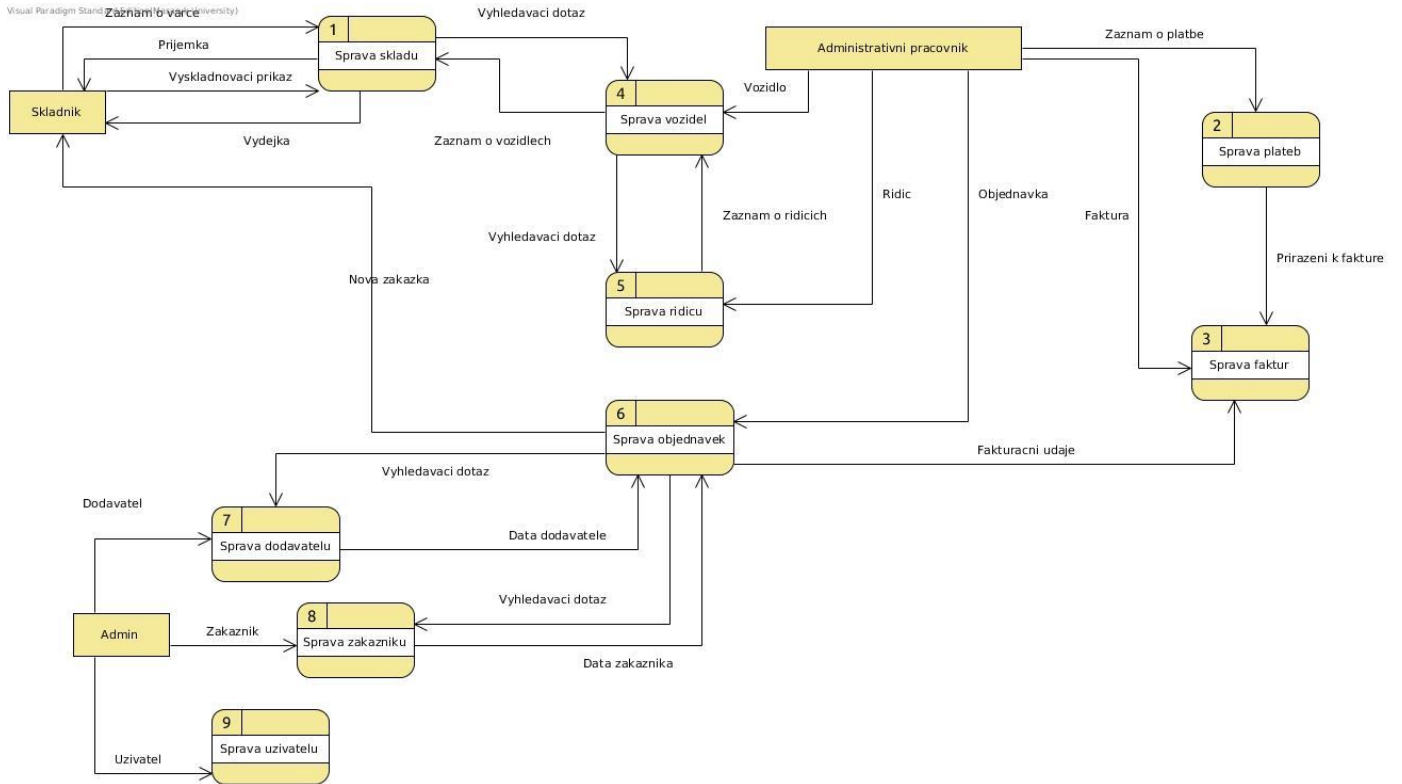 Visual Paradigm Standard Edition(Masaryk University)
Zaznam o varce
1
Sprava skladu
Vyhledavaci dotaz
Administrativni pracovnik
Zaznam o platbe
Prijemka
Vyskladnovaci prikaz
Skladnik
Vydejka
4
Sprava vozidel
Vozidlo
Zaznam o vozidlech
2
Sprava plateb
Ridic
Objednavka
Faktura
Zaznam o ridicich
Vyhledavaci dotaz
Prirazeni k fakture
Nova zakazka
5
Sprava ridicu
3
Sprava faktur
6
Sprava objednavek
Fakturacni udaje
Vyhledavaci dotaz
Dodavatel
7
Sprava dodavatelu
Data dodavatele
Vyhledavaci dotaz
8
Sprava zakazniku
Admin
Zakaznik
Data zakaznika
9
Sprava uzivatelu
Uzivatel